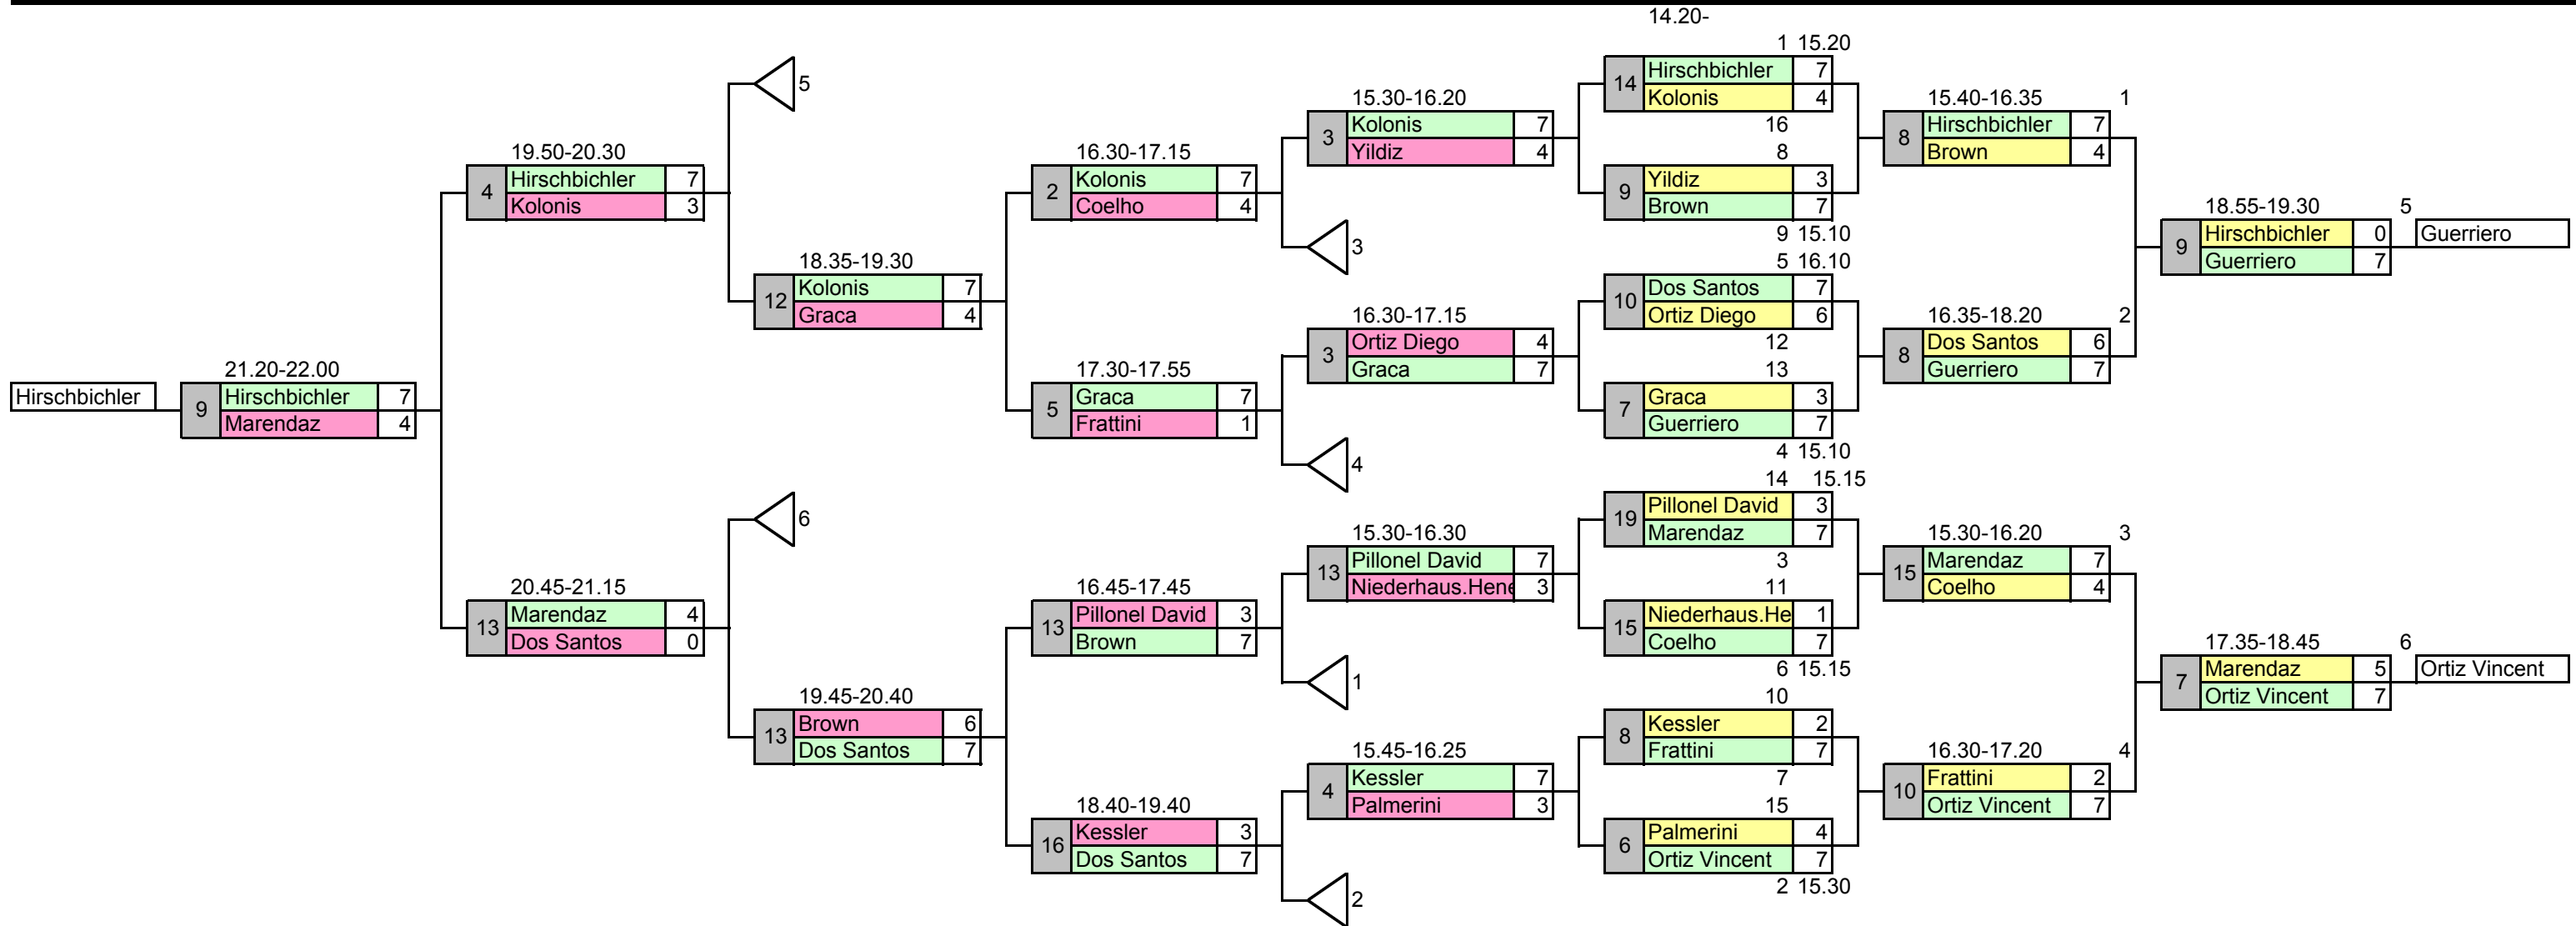 14.20-
1 15.20
14 Hirschbichler 7
Kolonis 4
16
8
9 Yildiz 3
Brown 7
9 15.10
5 16.10
10 Dos Santos 7
Ortiz Diego 6
12
13
7 Graca 3
Guerriero 7
4 15.10
14 15.15
19 Pillonel David 3
Marendaz 7
3
11
15 Niederhaus.He 1
Coelho 7
6 15.15
10
8 Kessler 2
Frattini 7
7
15
6 Palmerini 4
Ortiz Vincent 7
2 15.30
15.40-16.35 1
8 Hirschbichler 7
Brown 4
16.35-18.20 2
8 Dos Santos 6
Guerriero 7
15.30-16.20 3
15 Marendaz 7
Coelho 4
16.30-17.20 4
10 Frattini 2
Ortiz Vincent 7
18.55-19.30 5
9 Hirschbichler 0 Guerriero
Guerriero 7
17.35-18.45 6
7 Marendaz 5 Ortiz Vincent
Ortiz Vincent 7
15.30-16.20
3 Kolonis 7
Yildiz 4
3
16.30-17.15
3 Ortiz Diego 4
Graca 7
4
15.30-16.30
13 Pillonel David 7
Niederhaus.Hene 3
1
15.45-16.25
4 Kessler 7
Palmerini 3
2
16.30-17.15
2 Kolonis 7
Coelho 4
17.30-17.55
5 Graca 7
Frattini 1
16.45-17.45
13 Pillonel David 3
Brown 7
18.40-19.40
16 Kessler 3
Dos Santos 7
5
18.35-19.30
12 Kolonis 7
Graca 4
6
19.45-20.40
13 Brown 6
Dos Santos 7
19.50-20.30
4 Hirschbichler 7
Kolonis 3
20.45-21.15
13 Marendaz 4
Dos Santos 0
21.20-22.00
Hirschbichler 9 Hirschbichler 7
Marendaz 4